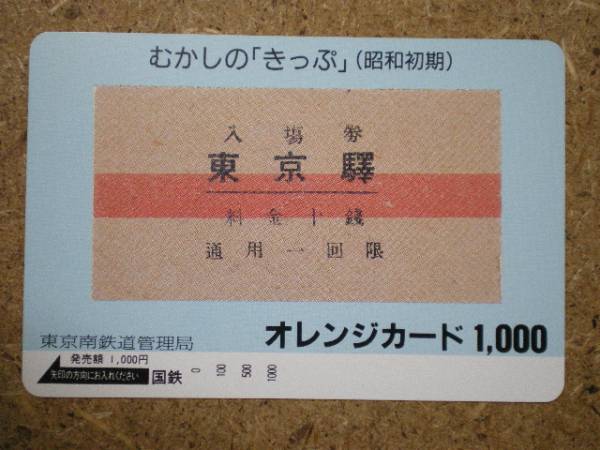 むかしの「きっぷ」（昭和初期）
入場券
東京驛
料金十錢
通用一回限
東京南鉄道管理局
オレンジカード 1,000
発売額 1,000円
矢印の方向にお入れください
国鉄
0 100 500 1000